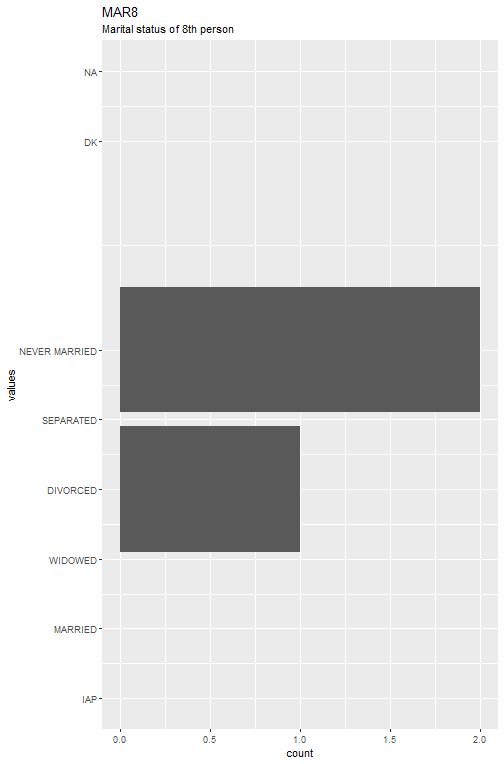 MAR8
Marital status of 8th person
NA
DK
NEVER MARRIED
SEPARATED
DIVORCED
WIDOWED
MARRIED
IAP
values
0.0 0.5 1.0 1.5 2.0
count